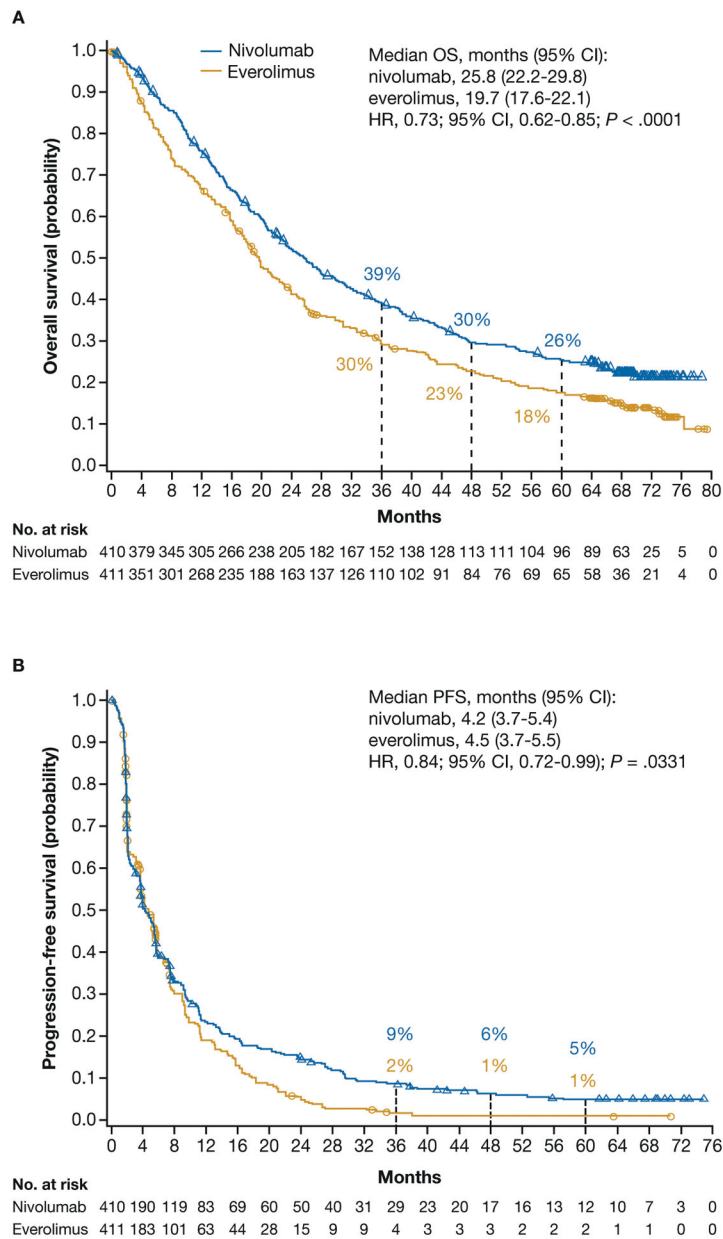 A
Nivolumab
Everolimus
Median OS, months (95% CI):
nivolumab, 25.8 (22.2-29.8)
everolimus, 19.7 (17.6-22.1)
HR, 0.73; 95% CI, 0.62-0.85; P < .0001
Overall survival (probability)
1.0
0.9
0.8
0.7
0.6
0.5
0.4
0.3
0.2
0.1
0.0
39%
30%
26%
30%
23%
18%
0 4 8 12 16 20 24 28 32 36 40 44 48 52 56 60 64 68 72 76 80
Months
No. at risk
Nivolumab 410 379 345 305 266 238 205 182 167 152 138 128 113 111 104 96 89 63 25 5 0
Everolimus 411 351 301 268 235 188 163 137 126 110 102 91 84 76 69 65 58 36 21 4 0
B
Median PFS, months (95% CI):
nivolumab, 4.2 (3.7-5.4)
everolimus, 4.5 (3.7-5.5)
HR, 0.84; 95% CI, 0.72-0.99); P = .0331
Progression-free survival (probability)
1.0
0.9
0.8
0.7
0.6
0.5
0.4
0.3
0.2
0.1
0.0
9%
6%
5%
2%
1%
1%
0 4 8 12 16 20 24 28 32 36 40 44 48 52 56 60 64 68 72 76
Months
No. at risk
Nivolumab 410 190 119 83 69 60 50 40 31 29 23 20 17 16 13 12 10 7 3 0
Everolimus 411 183 101 63 44 28 15 9 9 4 3 3 3 2 2 2 1 1 0 0